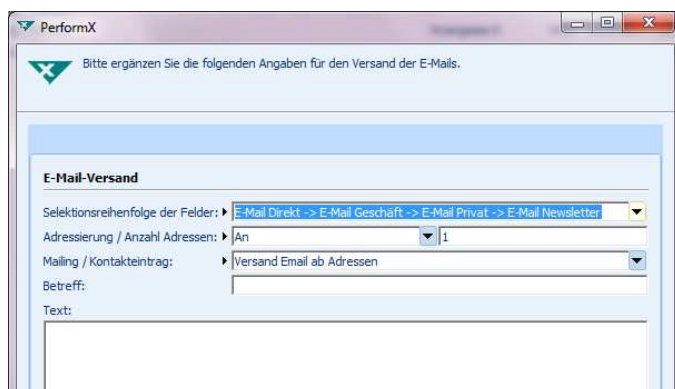 PerformX
Bitte ergänzen Sie die folgenden Angaben für den Versand der E-Mails.
E-Mail-Versand
Selektionsreihenfolge der Felder: E-Mail Direkt -> E-Mail Geschäft -> E-Mail Privat -> E-Mail Newsletter
Adressierung / Anzahl Adressen: An 1
Mailing / Kontakteintrag: Versand Email ab Adressen
Betreff:
Text: